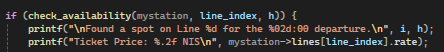 if (check_availability(mystation, line_index, h)) {
printf("\nFound a spot on Line %d for the %02d:00 departure.\n", i, h);
printf("Ticket Price: %.2f NIS\n", mystation->lines[line_index].rate);